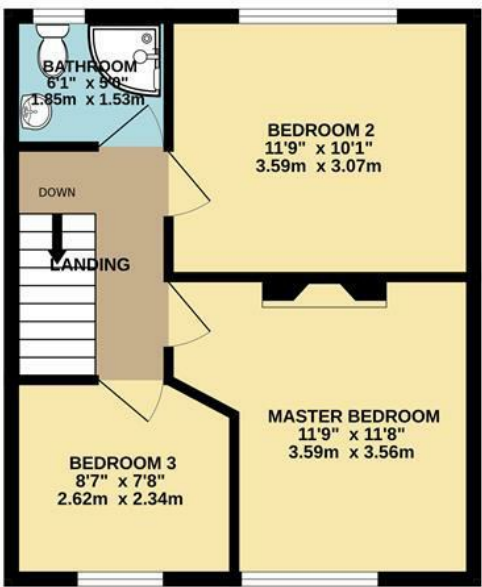 BATHROOM
6'1" x 5'0"
1.85m x 1.53m
BEDROOM 2
11'9" x 10'1"
3.59m x 3.07m
DOWN
LANDING
MASTER BEDROOM
11'9" x 11'8"
3.59m x 3.56m
BEDROOM 3
8'7" x 7'8"
2.62m x 2.34m